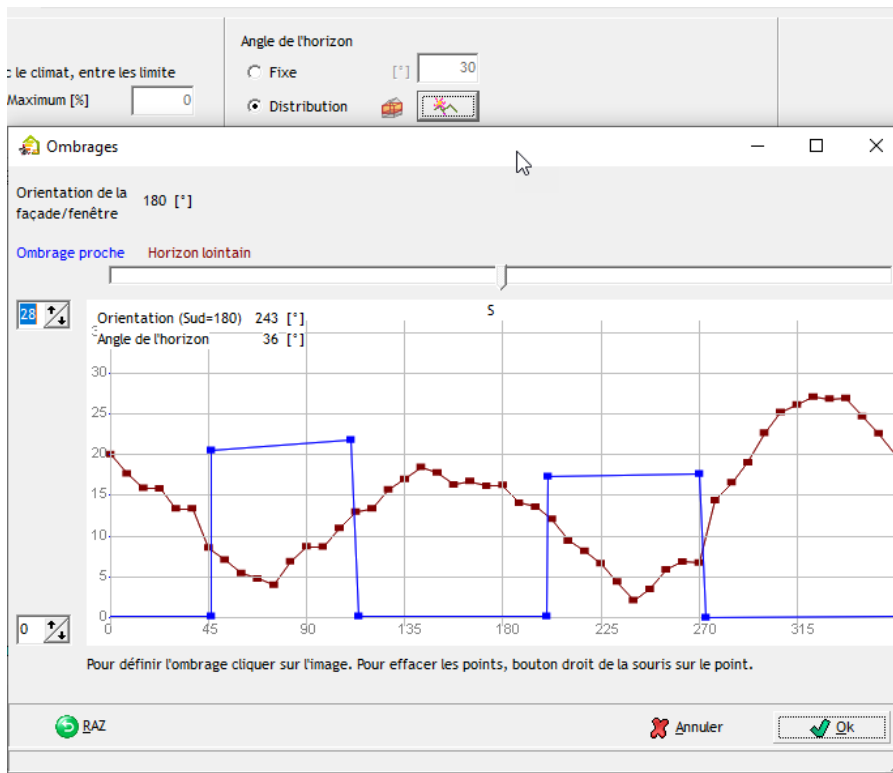 Angle de l'horizon
c le climat, entre les limite
Fixe [°] 30
Maximum [%] 0
Distribution
Ombrages
Orientation de la
façade/fenêtre
180 [°]
Ombrage proche Horizon lointain
28
S
Orientation (Sud=180) 243 [°]
Angle de l'horizon 36 [°]
30
25
20
15
10
5
0
0
0 45 90 135 180 225 270 315
Pour définir l'ombrage cliquer sur l'image. Pour effacer les points, bouton droit de la souris sur le point.
RAZ
Annuler
Ok